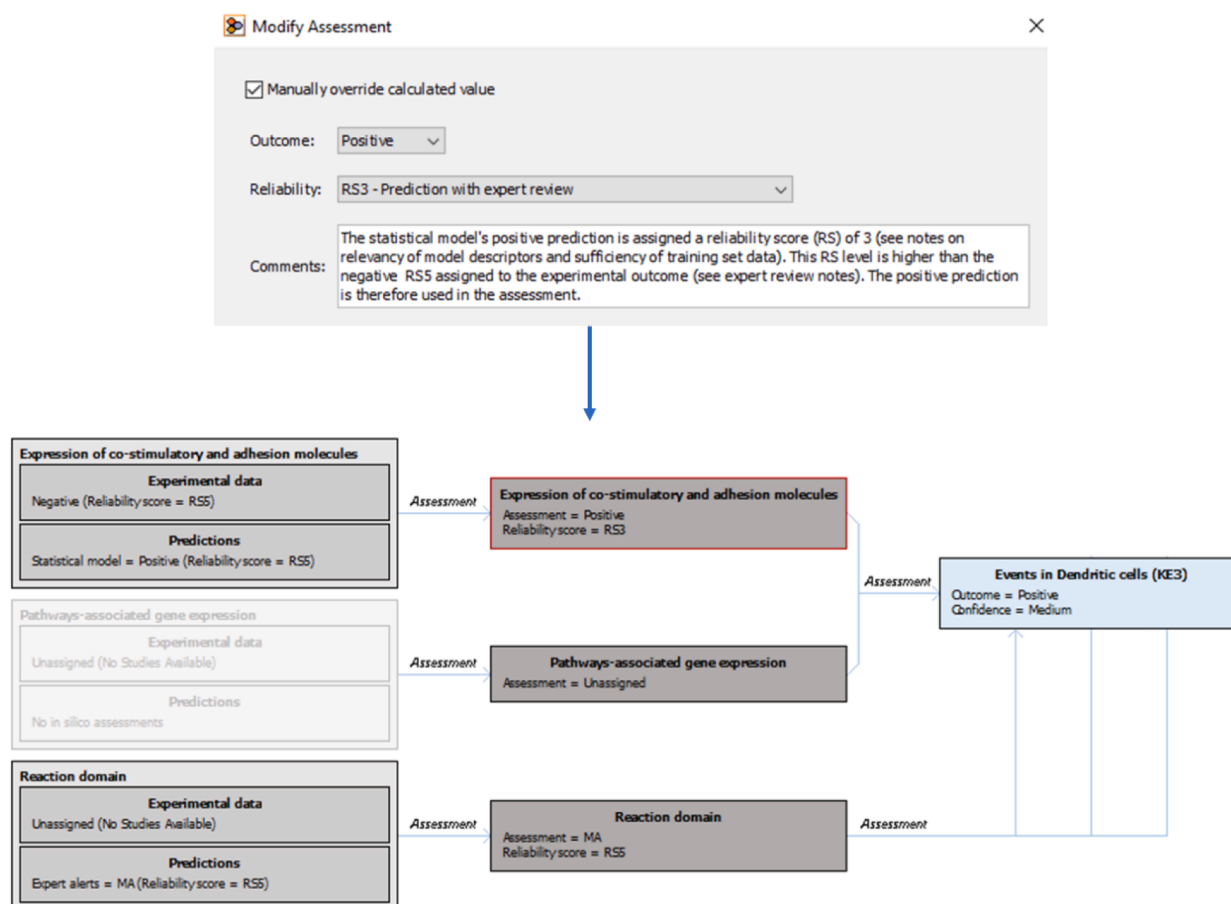 Modify Assessment
Manually override calculated value
Outcome: Positive
Reliability: RS3 - Prediction with expert review
Comments:
The statistical model's positive prediction is assigned a reliability score (RS) of 3 (see notes on
relevancy of model descriptors and sufficiency of training set data). This RS level is higher than the
negative RS5 assigned to the experimental outcome (see expert review notes). The positive prediction
is therefore used in the assessment.
Expression of co-stimulatory and adhesion molecules
Experimental data
Negative (Reliability score = RS5)
Predictions
Statistical model = Positive (Reliability score = RS5)
Assessment
Expression of co-stimulatory and adhesion molecules
Assessment = Positive
Reliability score = RS3
Pathways-associated gene expression
Experimental data
Unassigned (No Studies Available)
Predictions
No in silico assessments
Assessment
Pathways-associated gene expression
Assessment = Unassigned
Assessment
Events in Dendritic cells (KE3)
Outcome = Positive
Confidence = Medium
Reaction domain
Experimental data
Unassigned (No Studies Available)
Predictions
Expert alerts = MA (Reliability score = RS5)
Assessment
Reaction domain
Assessment = MA
Reliability score = RS5
Assessment